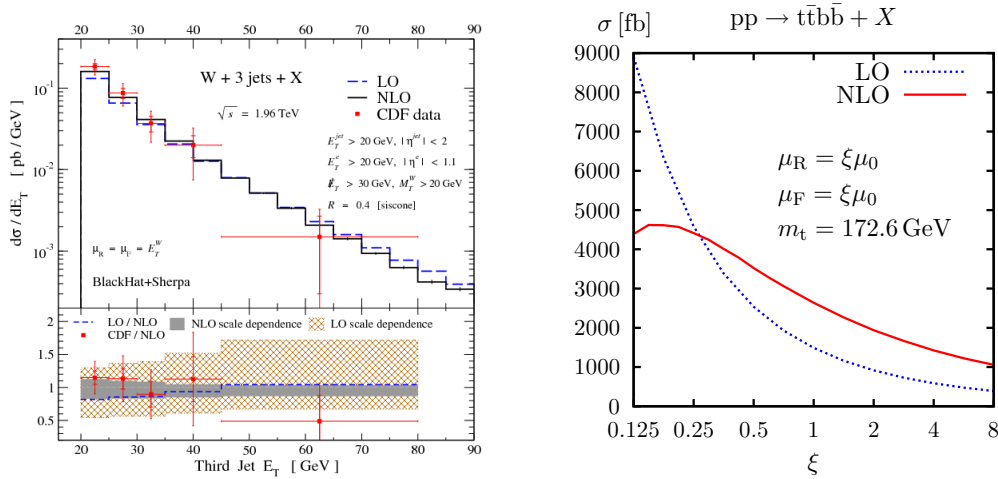 20 30 40 50 60 70 80 90
W + 3 jets + X
LO
NLO
CDF data
√s = 1.96 TeV
E_T^jet > 20 GeV, | η^jet | < 2
E_T^e > 20 GeV, | η^e | < 1.1
E̸_T > 30 GeV, M_T^W > 20 GeV
R = 0.4 [siscone]
10^-1
10^-2
10^-3
dσ / dE_T [ pb / GeV ]
μ_R = μ_F = E_T^W
BlackHat+Sherpa
LO / NLO
CDF / NLO
NLO scale dependence
LO scale dependence
2
1.5
1
0.5
20 30 40 50 60 70 80 90
Third Jet E_T [ GeV ]
σ [fb]
pp → tt̄bb̄ + X
9000
8000
7000
6000
5000
4000
3000
2000
1000
0
LO
NLO
μ_R = ξμ_0
μ_F = ξμ_0
m_t = 172.6 GeV
0.125 0.25 0.5 1 2 4 8
ξ